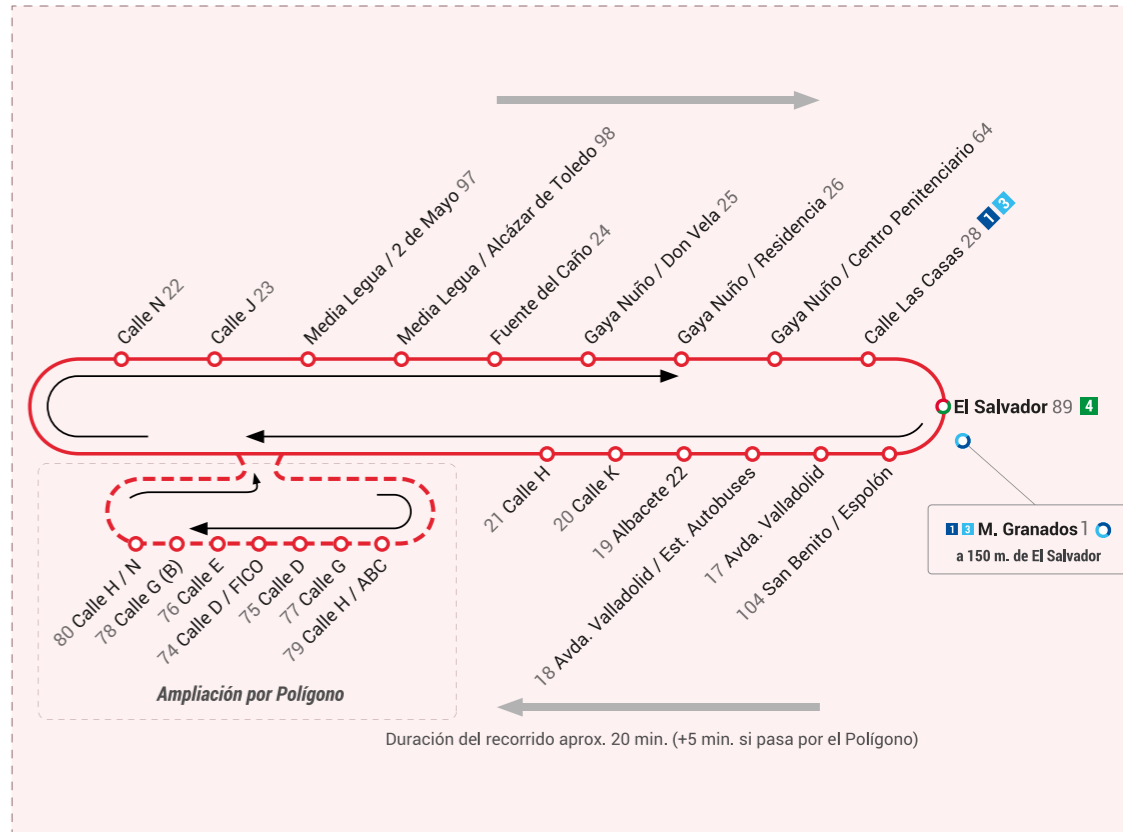 Calle N 22
Calle J 23
Media Legua / 2 de Mayo 97
Media Legua / Alcázar de Toledo 98
Fuente del Caño 24
Gaya Nuño / Don Vela 25
Gaya Nuño / Residencia 26
Gaya Nuño / Centro Penitenciario 64
Calle Las Casas 28 1 3
El Salvador 89 4
1 3 M. Granados 1
a 150 m. de El Salvador
21 Calle H
20 Calle K
19 Albacete 22
18 Avda. Valladolid / Est. Autobuses
17 Avda. Valladolid
104 San Benito / Espolón
80 Calle H / N
78 Calle G (B)
76 Calle E
74 Calle D / FICO
75 Calle D
77 Calle G
79 Calle H / ABC
Ampliación por Polígono
Duración del recorrido aprox. 20 min. (+5 min. si pasa por el Polígono)